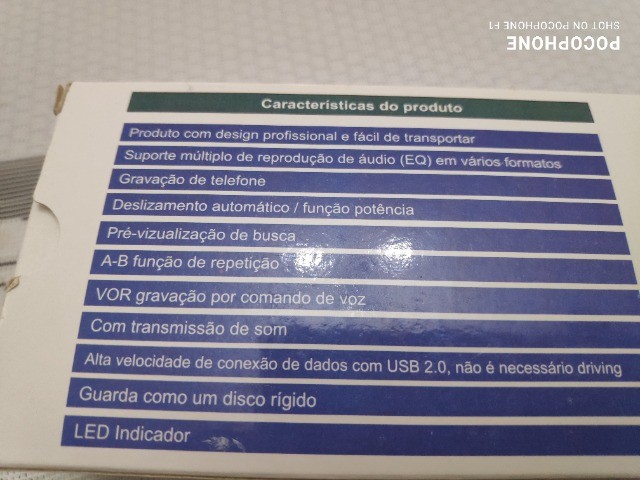 SHOT ON POCOPHONE F1
POCOPHONE
Características do produto
Produto com design profissional e fácil de transportar
Suporte múltiplo de reprodução de áudio (EQ) em vários formatos
Gravação de telefone
Deslizamento automático / função potência
Pré-vizualização de busca
A-B função de repetição
VOR gravação por comando de voz
Com transmissão de som
Alta velocidade de conexão de dados com USB 2.0, não é necessário driving
Guarda como um disco rígido
LED Indicador